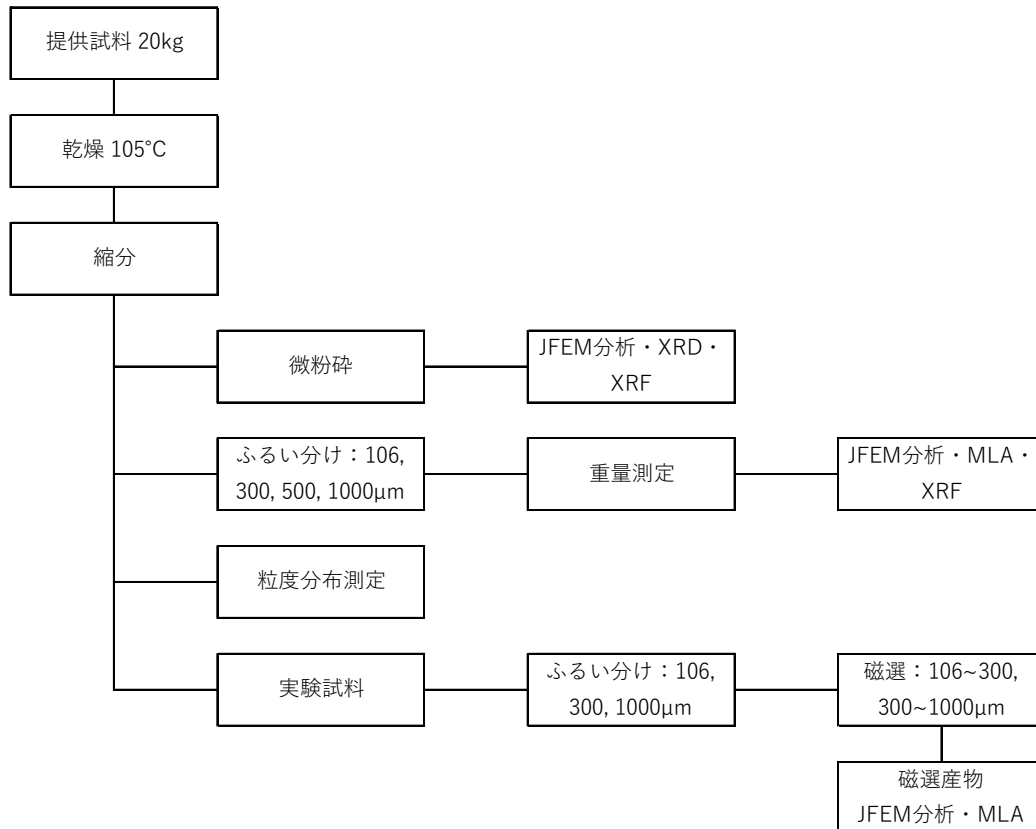 提供試料 20kg
乾燥 105°C
縮分
微粉砕
JFEM分析・XRD・
XRF
ふるい分け：106,
300, 500, 1000μm
重量測定
JFEM分析・MLA・
XRF
粒度分布測定
実験試料
ふるい分け：106,
300, 1000μm
磁選：106~300,
300~1000μm
磁選産物
JFEM分析・MLA